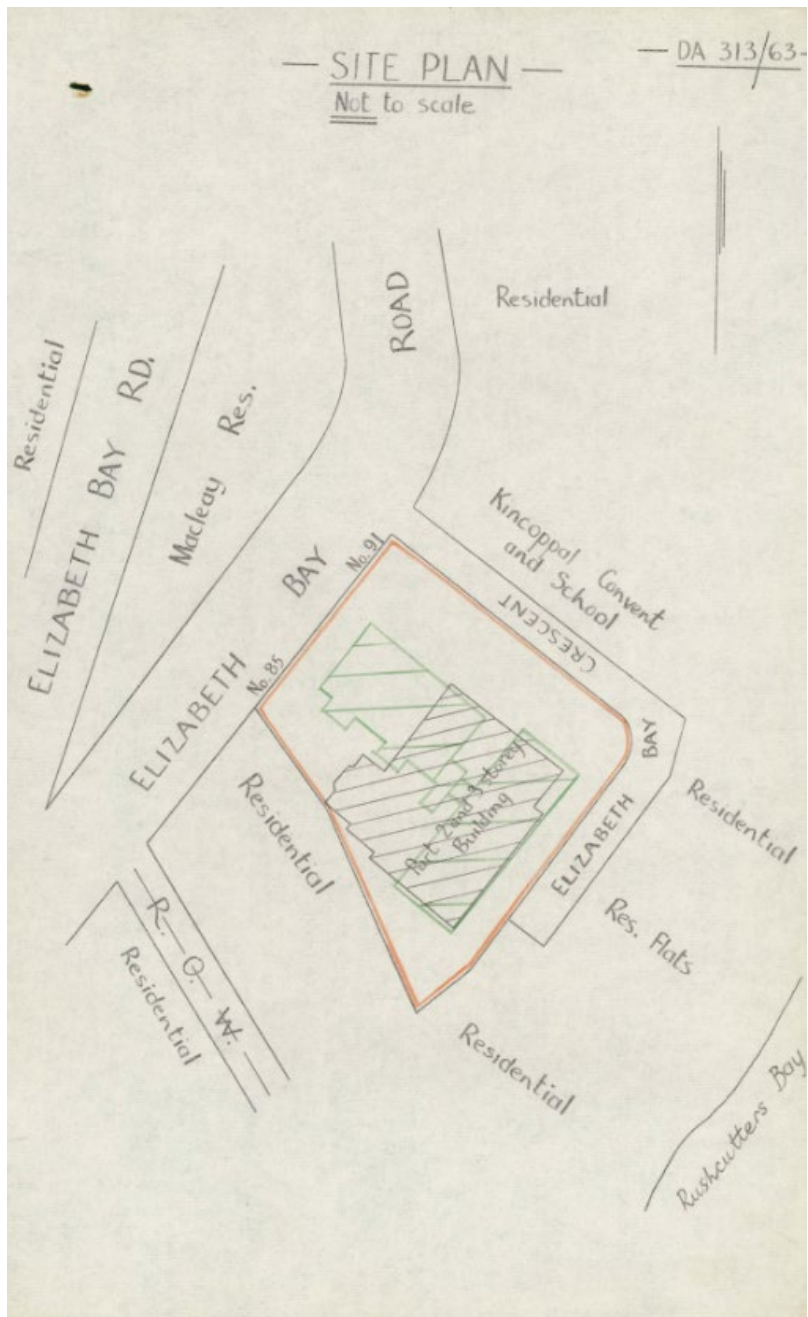 — SITE PLAN —
Not to scale
— DA 313/63-
Residential
ELIZABETH BAY RD.
Macleay Res.
ROAD
Residential
Kincoppal Convent
and School
BAY
No. 91
CRESCENT
No. 85
ELIZABETH
BAY
Residential
Part 2 and 3 storeys
Building
Residential
ELIZABETH
Res. Flats
R. O. W.
Residential
Residential
Rushcutters Bay